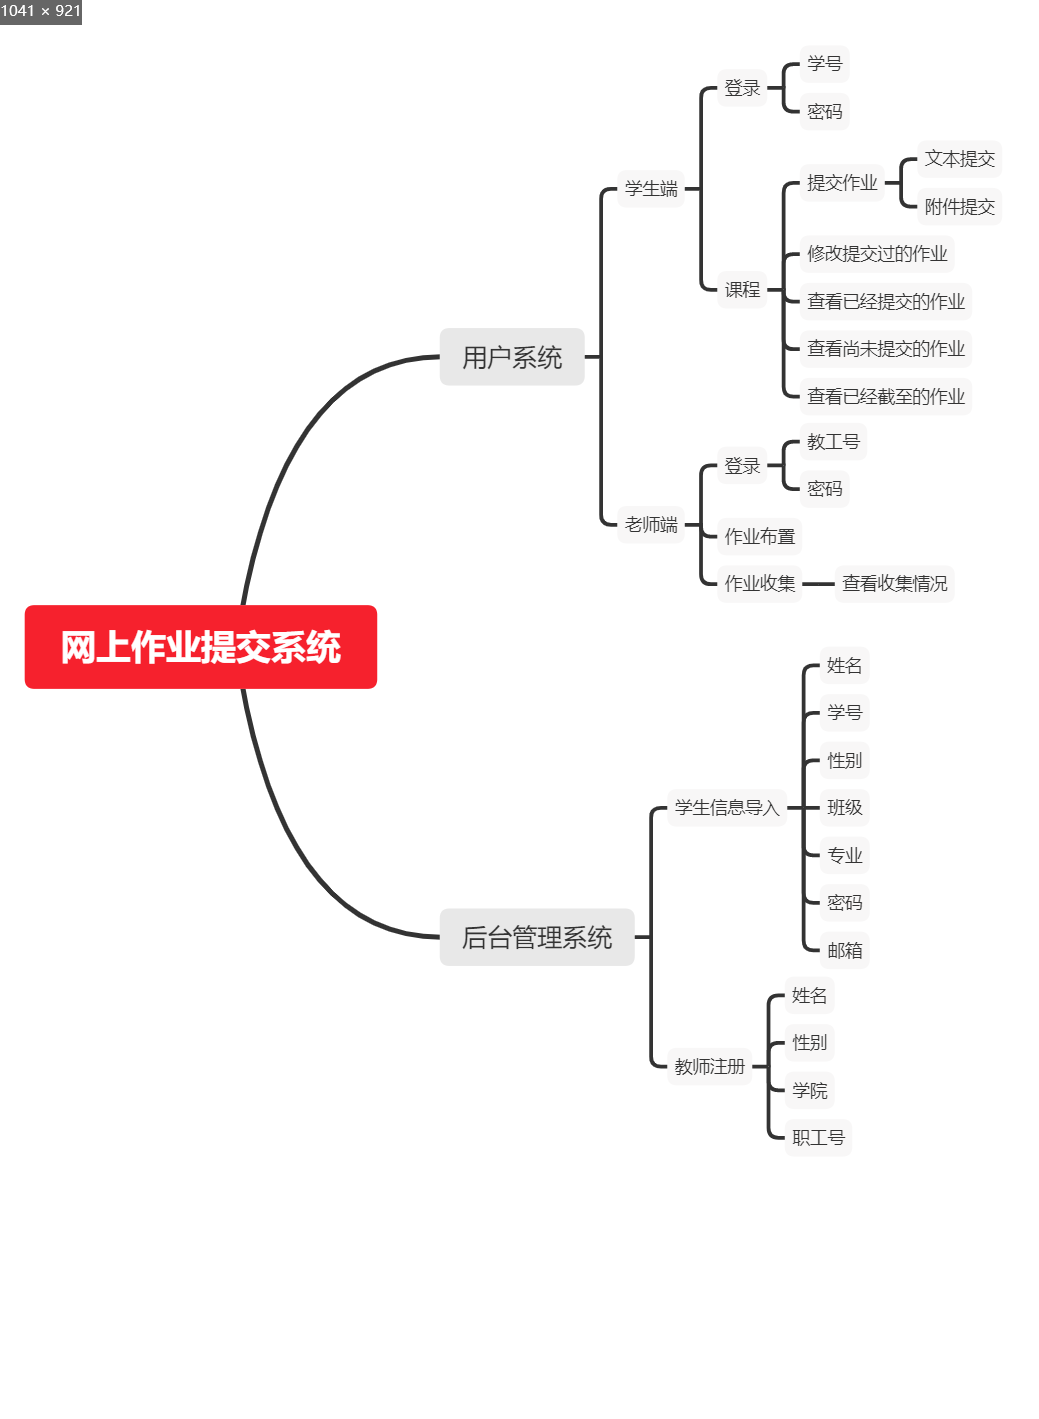 1041 × 921
网上作业提交系统
用户系统
学生端
登录
学号
密码
课程
提交作业
文本提交
附件提交
修改提交过的作业
查看已经提交的作业
查看尚未提交的作业
查看已经截至的作业
老师端
登录
教工号
密码
作业布置
作业收集
查看收集情况
后台管理系统
学生信息导入
姓名
学号
性别
班级
专业
密码
邮箱
教师注册
姓名
性别
学院
职工号